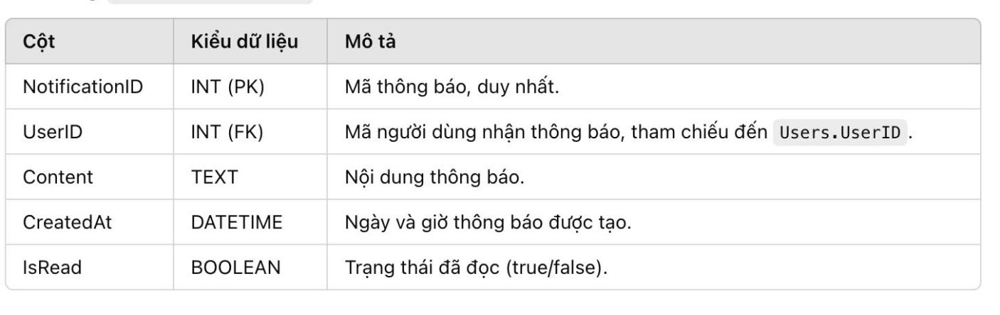 Cột Kiểu dữ liệu Mô tả
NotificationID INT (PK) Mã thông báo, duy nhất.
UserID INT (FK) Mã người dùng nhận thông báo, tham chiếu đến Users.UserID.
Content TEXT Nội dung thông báo.
CreatedAt DATETIME Ngày và giờ thông báo được tạo.
IsRead BOOLEAN Trạng thái đã đọc (true/false).